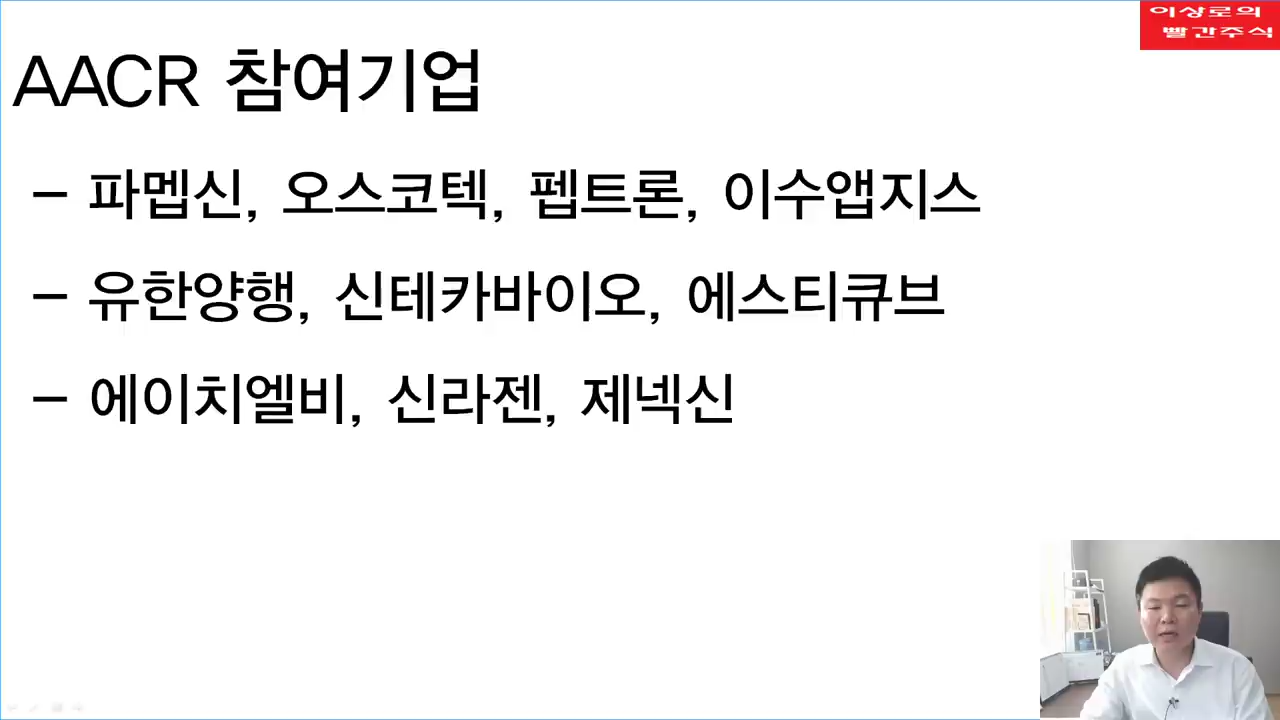 이상로의
빨간주식
AACR 참여기업
- 파멥신, 오스코텍, 펩트론, 이수앱지스
- 유한양행, 신테카바이오, 에스티큐브
- 에이치엘비, 신라젠, 제넥신